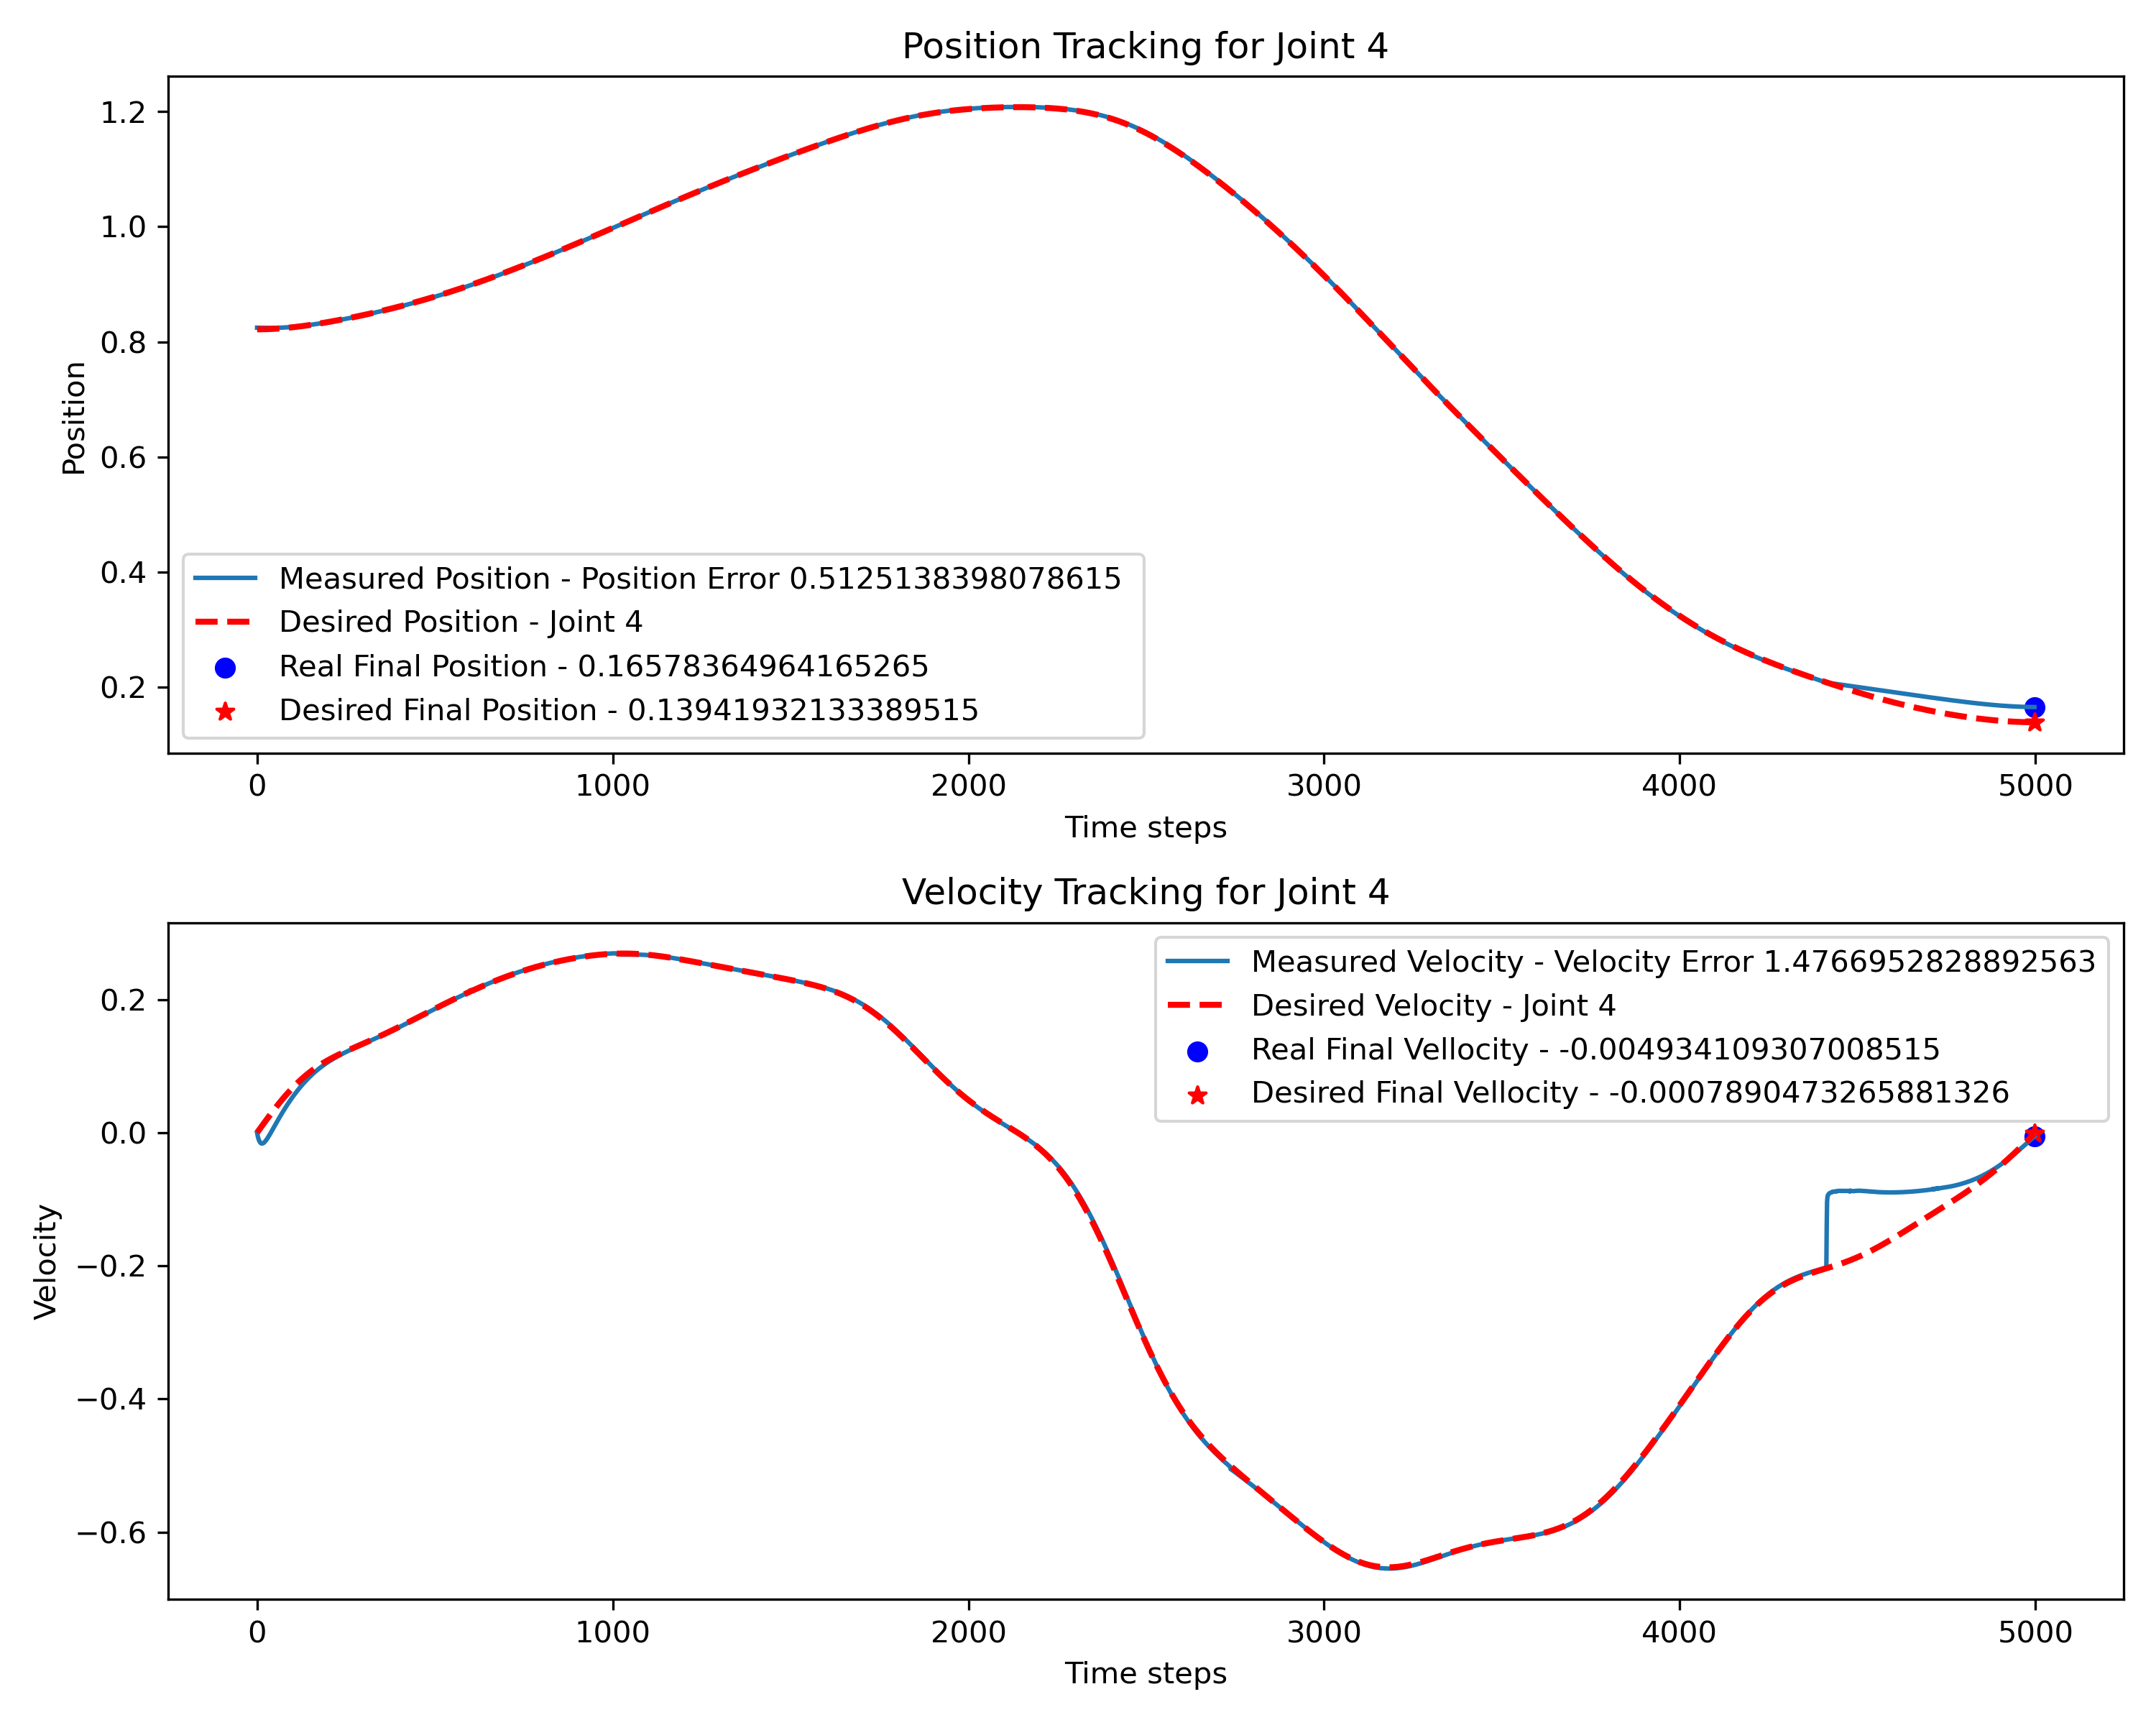 Position Tracking for Joint 4
1.2
1.0
0.8
0.6
0.4
0.2
Position
Measured Position - Position Error 0.5125138398078615
Desired Position - Joint 4
Real Final Position - 0.16578364964165265
Desired Final Position - 0.13941932133389515
0 1000 2000 3000 4000 5000
Time steps
Velocity Tracking for Joint 4
0.2
0.0
−0.2
−0.4
−0.6
Velocity
Measured Velocity - Velocity Error 1.4766952828892563
Desired Velocity - Joint 4
Real Final Vellocity - -0.004934109307008515
Desired Final Vellocity - -0.0007890473265881326
0 1000 2000 3000 4000 5000
Time steps